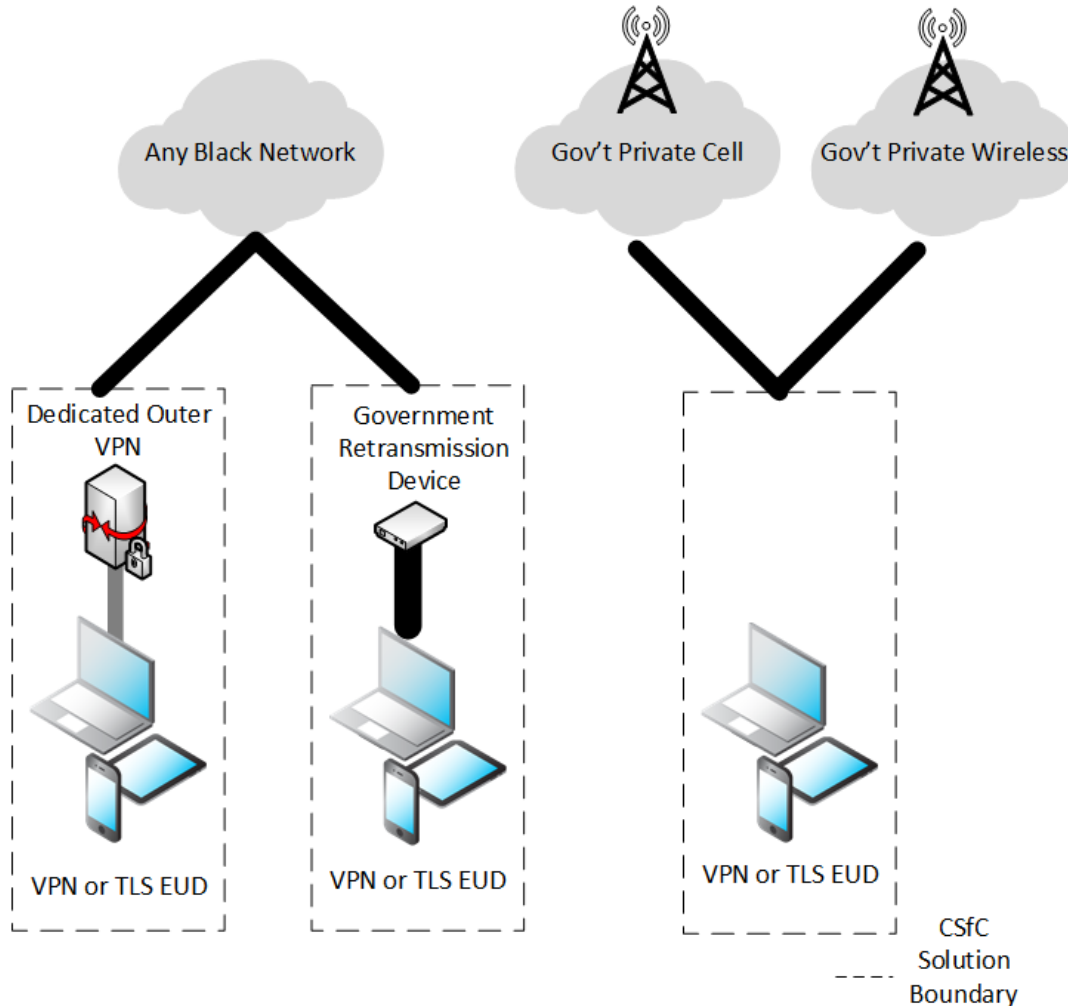 Any Black Network
Gov't Private Cell
Gov't Private Wireless
Dedicated Outer
VPN
Government
Retransmission
Device
VPN or TLS EUD
VPN or TLS EUD
VPN or TLS EUD
CSfC
Solution
Boundary